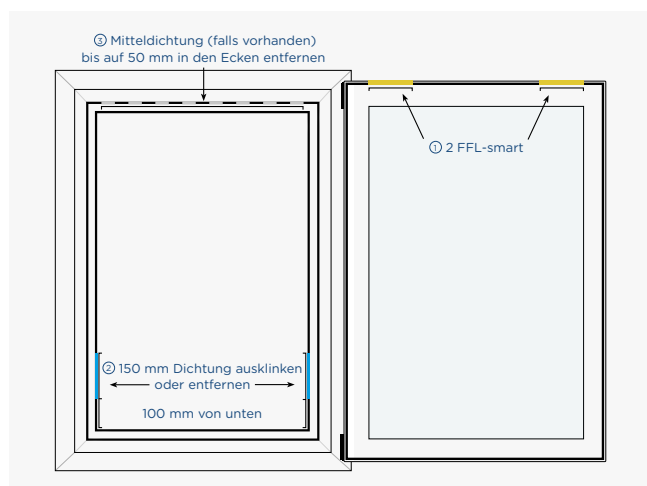 ③ Mitteldichtung (falls vorhanden)
bis auf 50 mm in den Ecken entfernen
① 2 FFL-smart
② 150 mm Dichtung ausklinken
oder entfernen
100 mm von unten